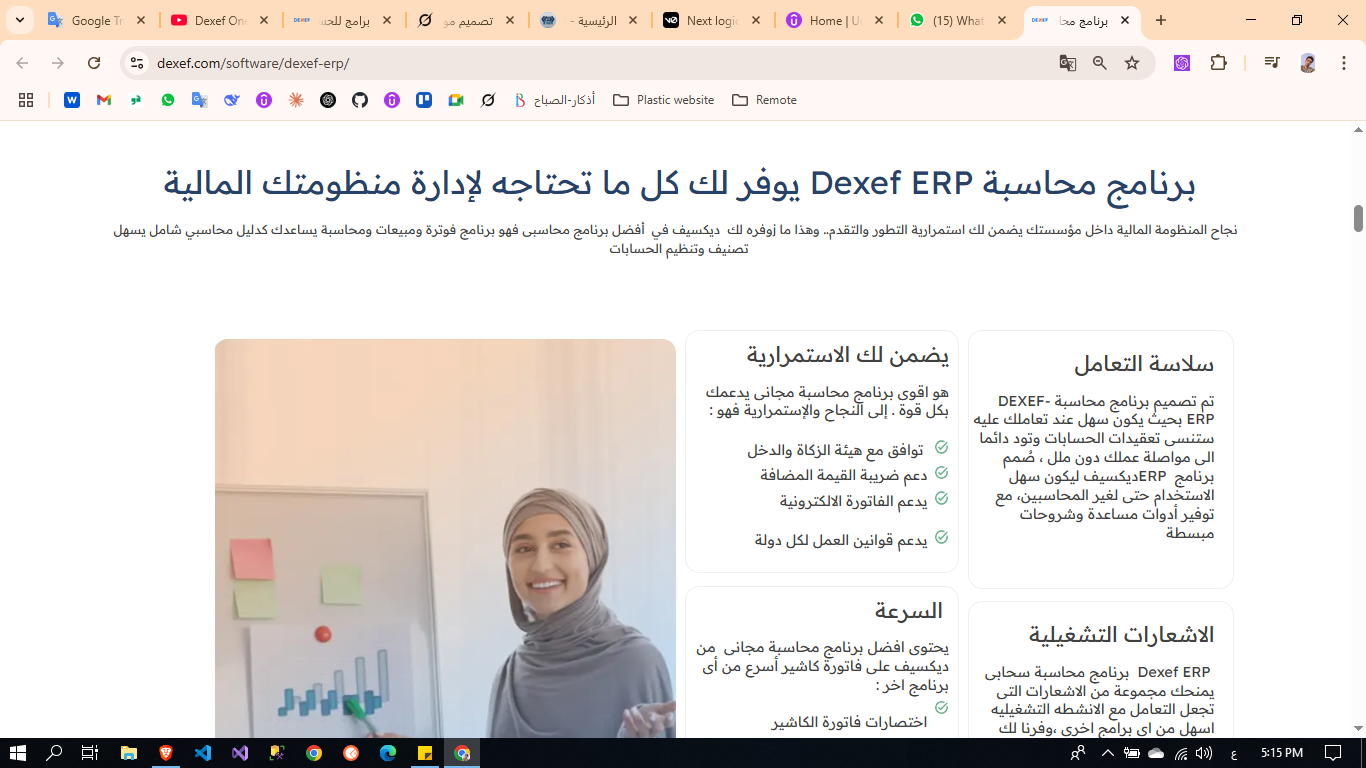 Google Tr
Dexef One
برامج للحس
تصميم مو
الرئيسية -
Next logic
Home | U
(15) What
برنامج محا
dexef.com/software/dexef-erp/
أذكار-الصباح
Plastic website
Remote
برنامج محاسبة Dexef ERP يوفر لك كل ما تحتاجه لإدارة منظومتك المالية
نجاح المنظومة المالية داخل مؤسستك يضمن لك استمرارية التطور والتقدم.. وهذا ما زوفره لك ديكسيف في أفضل برنامج محاسبى فهو برنامج فوترة ومبيعات ومحاسبة يساعدك كدليل محاسبي شامل يسهل
تصنيف وتنظيم الحسابات
سلاسة التعامل
تم تصميم برنامج محاسبة DEXEF-
ERP بحيث يكون سهل عند تعاملك عليه
ستنسى تعقيدات الحسابات وتود دائما
الى مواصلة عملك دون ملل ، صُمم
برنامج ERPديكسيف ليكون سهل
الاستخدام حتى لغير المحاسبين، مع
توفير أدوات مساعدة وشروحات
مبسطة
يضمن لك الاستمرارية
هو اقوى برنامج محاسبة مجانى يدعمك
بكل قوة . إلى النجاح والإستمرارية فهو :
توافق مع هيئة الزكاة والدخل
دعم ضريبة القيمة المضافة
يدعم الفاتورة الالكترونية
يدعم قوانين العمل لكل دولة
الاشعارات التشغيلية
Dexef ERP برنامج محاسبة سحابى
يمنحك مجموعة من الاشعارات التى
تجعل التعامل مع الانشطه التشغيليه
اسهل من اى برامج اخرى ،وفرنا لك
السرعة
يحتوى افضل برنامج محاسبة مجانى من
ديكسيف على فاتورة كاشير أسرع من أى
برنامج اخر :
اختصارات فاتورة الكاشير
ع
5:15 PM